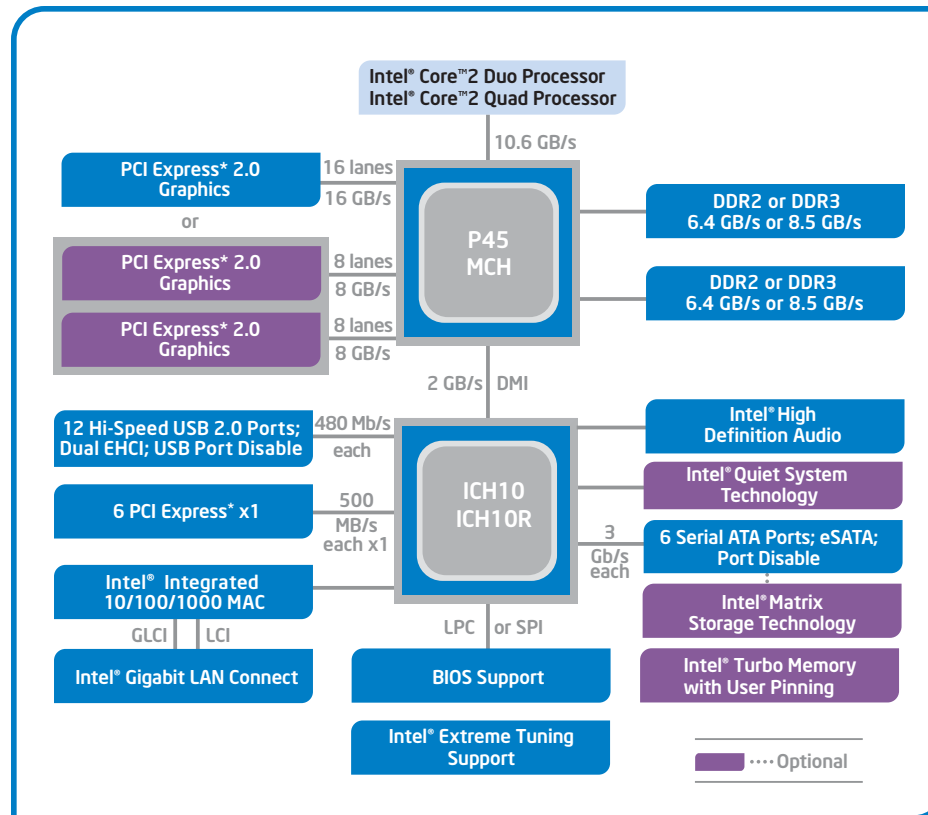 Intel® Core™2 Duo Processor
Intel® Core™2 Quad Processor
10.6 GB/s
PCI Express* 2.0
Graphics
16 lanes
16 GB/s
or
PCI Express* 2.0
Graphics
8 lanes
8 GB/s
PCI Express* 2.0
Graphics
8 lanes
8 GB/s
P45
MCH
DDR2 or DDR3
6.4 GB/s or 8.5 GB/s
DDR2 or DDR3
6.4 GB/s or 8.5 GB/s
2 GB/s DMI
12 Hi-Speed USB 2.0 Ports;
Dual EHCI; USB Port Disable
480 Mb/s
each
6 PCI Express* x1
500
MB/s
each x1
Intel® Integrated
10/100/1000 MAC
GLCI
LCI
Intel® Gigabit LAN Connect
ICH10
ICH10R
Intel® High
Definition Audio
Intel® Quiet System
Technology
3
Gb/s
each
6 Serial ATA Ports; eSATA;
Port Disable
Intel® Matrix
Storage Technology
Intel® Turbo Memory
with User Pinning
LPC or SPI
BIOS Support
Intel® Extreme Tuning
Support
Optional